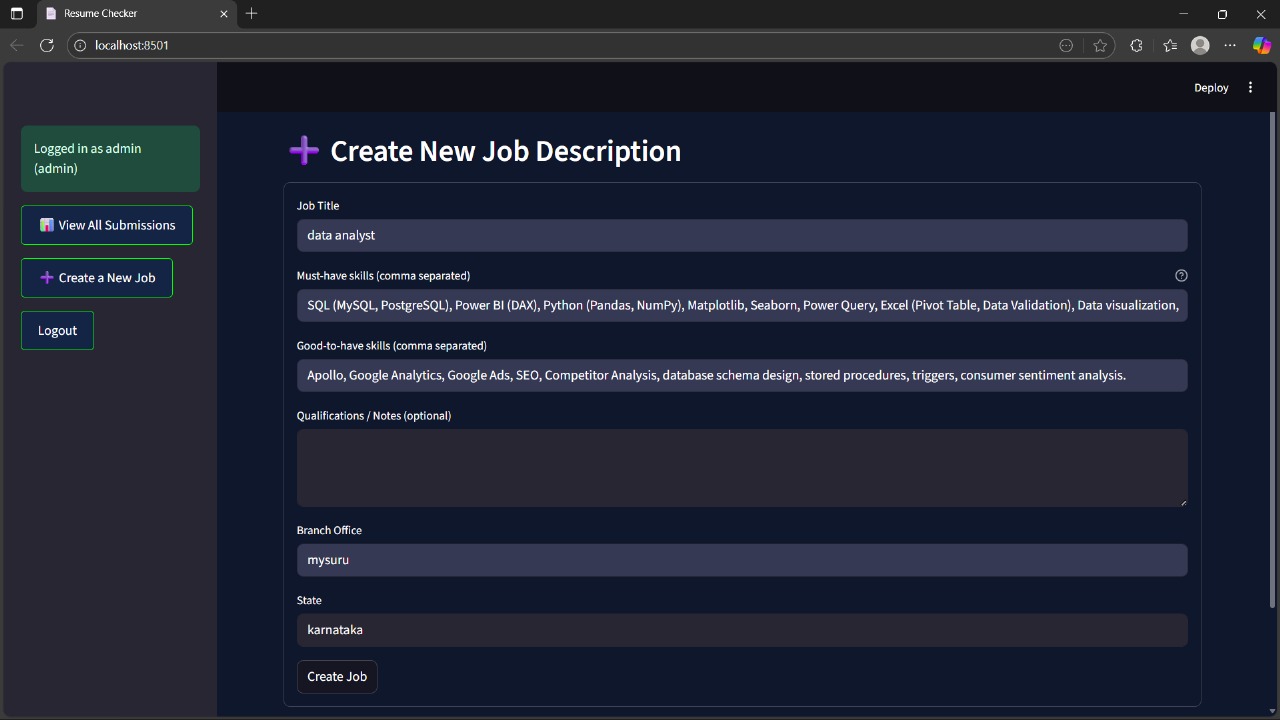 Resume Checker
localhost:8501
Deploy
Logged in as admin
(admin)
View All Submissions
Create a New Job
Logout
Create New Job Description
Job Title
data analyst
Must-have skills (comma separated)
SQL (MySQL, PostgreSQL), Power BI (DAX), Python (Pandas, NumPy), Matplotlib, Seaborn, Power Query, Excel (Pivot Table, Data Validation), Data visualization,
Good-to-have skills (comma separated)
Apollo, Google Analytics, Google Ads, SEO, Competitor Analysis, database schema design, stored procedures, triggers, consumer sentiment analysis.
Qualifications / Notes (optional)
Branch Office
mysuru
State
karnataka
Create Job